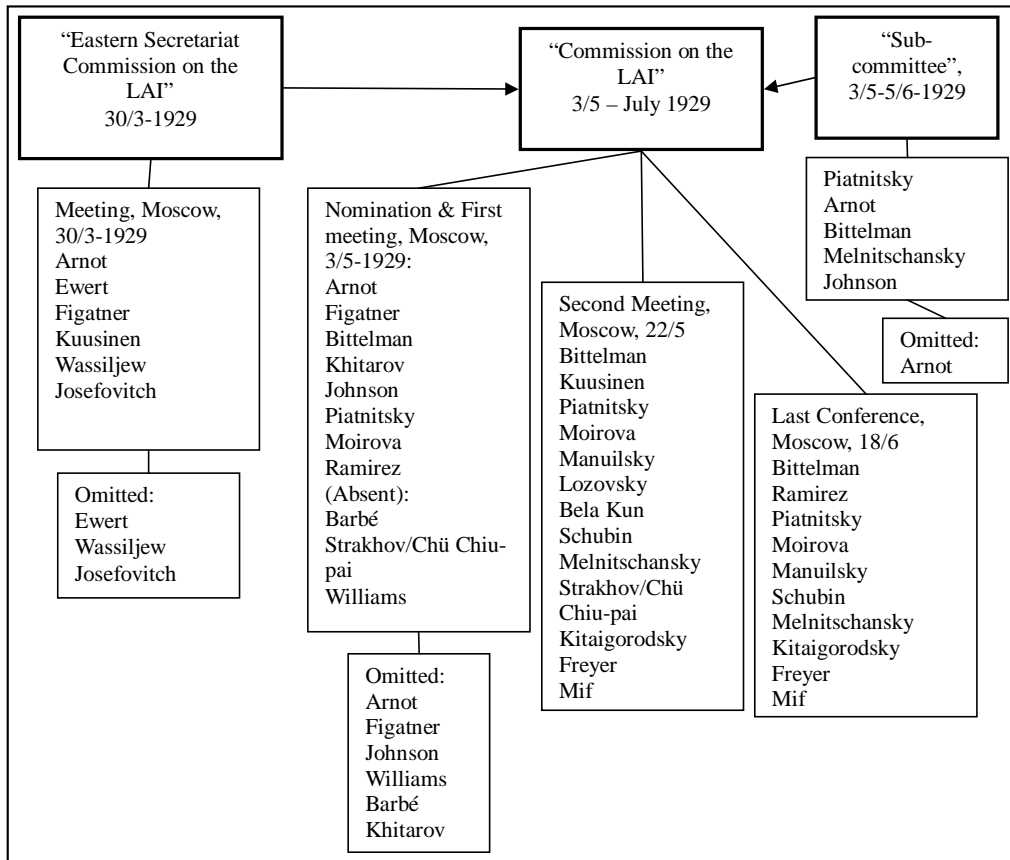 “Eastern Secretariat
Commission on the
LAI”
30/3-1929
“Commission on the
LAI”
3/5 – July 1929
“Sub-
committee”,
3/5-5/6-1929
Meeting, Moscow,
30/3-1929
Arnot
Ewert
Figatner
Kuusinen
Wassiljew
Josefovitch
Omitted:
Ewert
Wassiljew
Josefovitch
Nomination & First
meeting, Moscow,
3/5-1929:
Arnot
Figatner
Bittelman
Khitarov
Johnson
Piatnitsky
Moirova
Ramirez
(Absent):
Barbé
Strakhov/Chü Chiu-
pai
Williams
Omitted:
Arnot
Figatner
Johnson
Williams
Barbé
Khitarov
Second Meeting,
Moscow, 22/5
Bittelman
Kuusinen
Piatnitsky
Moirova
Manuilsky
Lozovsky
Bela Kun
Schubin
Melnitschansky
Strakhov/Chü
Chiu-pai
Kitaigorodsky
Freyer
Mif
Last Conference,
Moscow, 18/6
Bittelman
Ramirez
Piatnitsky
Moirova
Manuilsky
Schubin
Melnitschansky
Kitaigorodsky
Freyer
Mif
Piatnitsky
Arnot
Bittelman
Melnitschansky
Johnson
Omitted:
Arnot